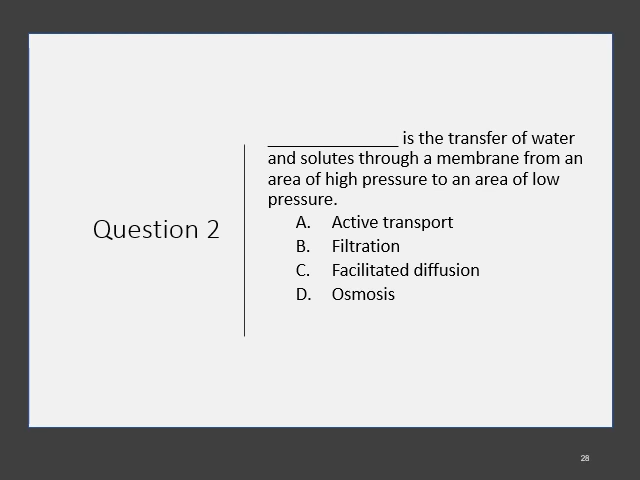 Question 2
_______________ is the transfer of water
and solutes through a membrane from an
area of high pressure to an area of low
pressure.
A. Active transport
B. Filtration
C. Facilitated diffusion
D. Osmosis
28